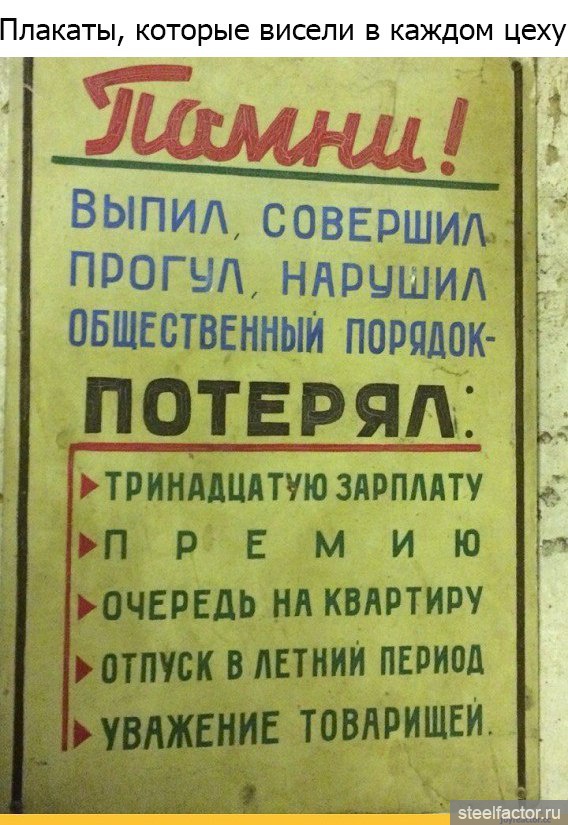 Плакаты, которые висели в каждом цеху
Помни!
ВЫПИЛ, СОВЕРШИЛ
ПРОГУЛ, НАРУШИЛ
ОБЩЕСТВЕННЫЙ ПОРЯДОК-
ПОТЕРЯЛ:
ТРИНАДЦАТУЮ ЗАРПЛАТУ
ПРЕМИЮ
ОЧЕРЕДЬ НА КВАРТИРУ
ОТПУСК В ЛЕТНИЙ ПЕРИОД
УВАЖЕНИЕ ТОВАРИЩЕЙ.
steelfactor.ru